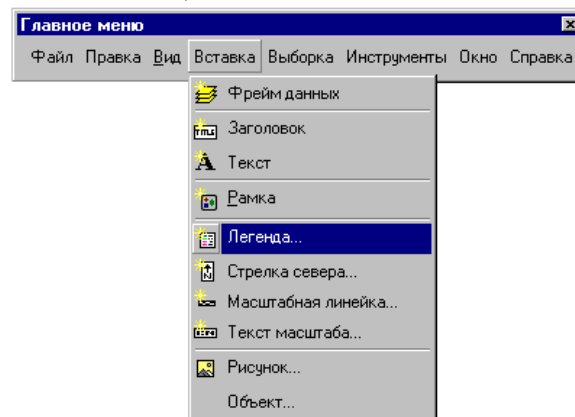 Главное меню
Файл Правка Вид Вставка Выборка Инструменты Окно Справка
Фрейм данных
Заголовок
Текст
Рамка
Легенда...
Стрелка севера...
Масштабная линейка...
Текст масштаба...
Рисунок...
Объект...